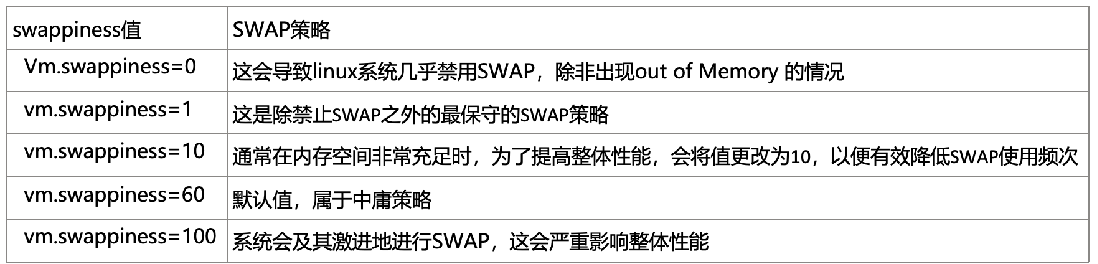 swappiness值 SWAP策略
Vm.swappiness=0 这会导致linux系统几乎禁用SWAP，除非出现out of Memory 的情况
vm.swappiness=1 这是除禁止SWAP之外的最保守的SWAP策略
vm.swappiness=10 通常在内存空间非常充足时，为了提高整体性能，会将值更改为10，以便有效降低SWAP使用频次
vm.swappiness=60 默认值，属于中庸策略
vm.swappiness=100 系统会及其激进地进行SWAP，这会严重影响整体性能